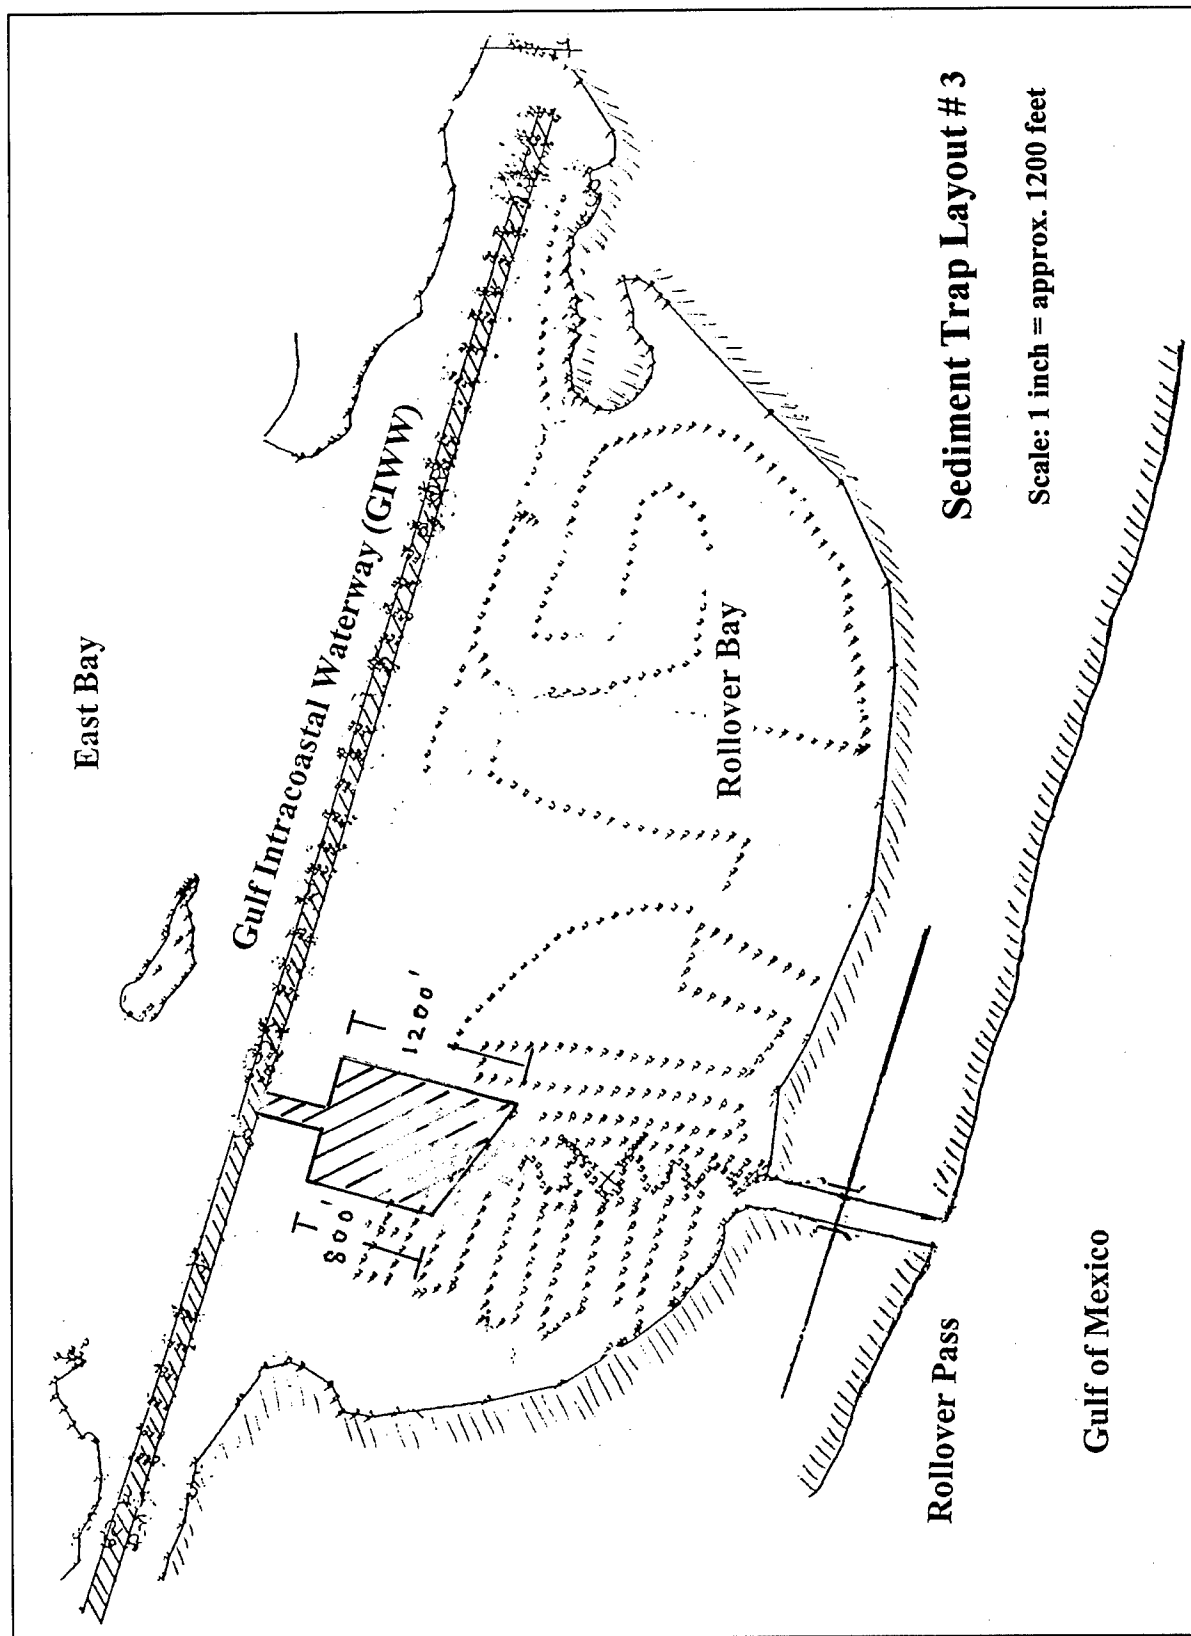 East Bay
Gulf Intracoastal Waterway (GIWW)
1200'
800'
Rollover Bay
Rollover Pass
Gulf of Mexico
Sediment Trap Layout # 3
Scale: 1 inch = approx. 1200 feet